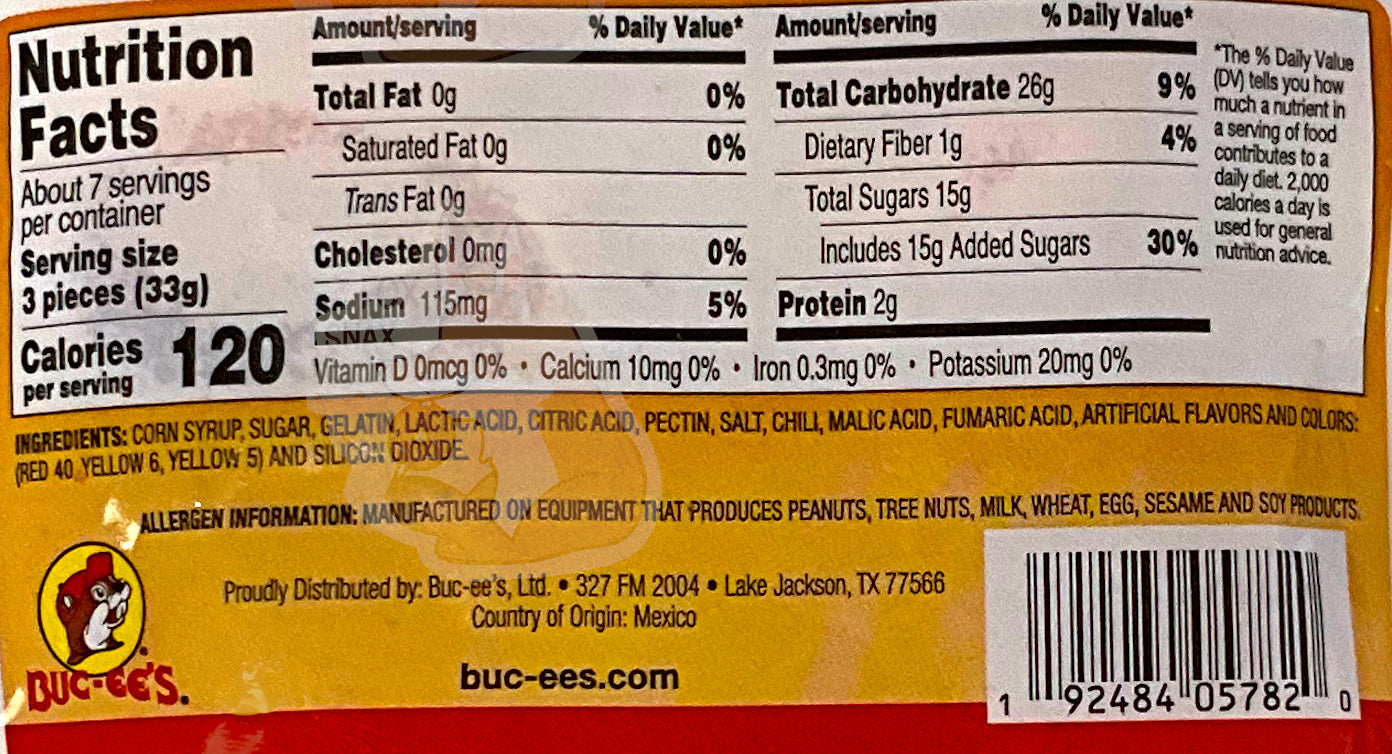 Nutrition
Facts
About 7 servings
per container
Serving size
3 pieces (33g)
Calories 120
per serving
Amount/serving % Daily Value*
Total Fat 0g 0%
Saturated Fat 0g 0%
Trans Fat 0g
Cholesterol 0mg 0%
Sodium 115mg 5%
Amount/serving % Daily Value*
Total Carbohydrate 26g 9%
Dietary Fiber 1g 4%
Total Sugars 15g
Includes 15g Added Sugars 30%
Protein 2g
*The % Daily Value
(DV) tells you how
much a nutrient in
a serving of food
contributes to a
daily diet. 2,000
calories a day is
used for general
nutrition advice.
SNAX
Vitamin D 0mcg 0% • Calcium 10mg 0% • Iron 0.3mg 0% • Potassium 20mg 0%
INGREDIENTS: CORN SYRUP, SUGAR, GELATIN, LACTIC ACID, CITRIC ACID, PECTIN, SALT, CHILI, MALIC ACID, FUMARIC ACID, ARTIFICIAL FLAVORS AND COLORS:
(RED 40, YELLOW 6, YELLOW 5) AND SILICON DIOXIDE.
ALLERGEN INFORMATION: MANUFACTURED ON EQUIPMENT THAT PRODUCES PEANUTS, TREE NUTS, MILK, WHEAT, EGG, SESAME AND SOY PRODUCTS.
Proudly Distributed by: Buc-ee's, Ltd. • 327 FM 2004 • Lake Jackson, TX 77566
Country of Origin: Mexico
BUC-EE'S.
buc-ees.com
1 92484 05782 0